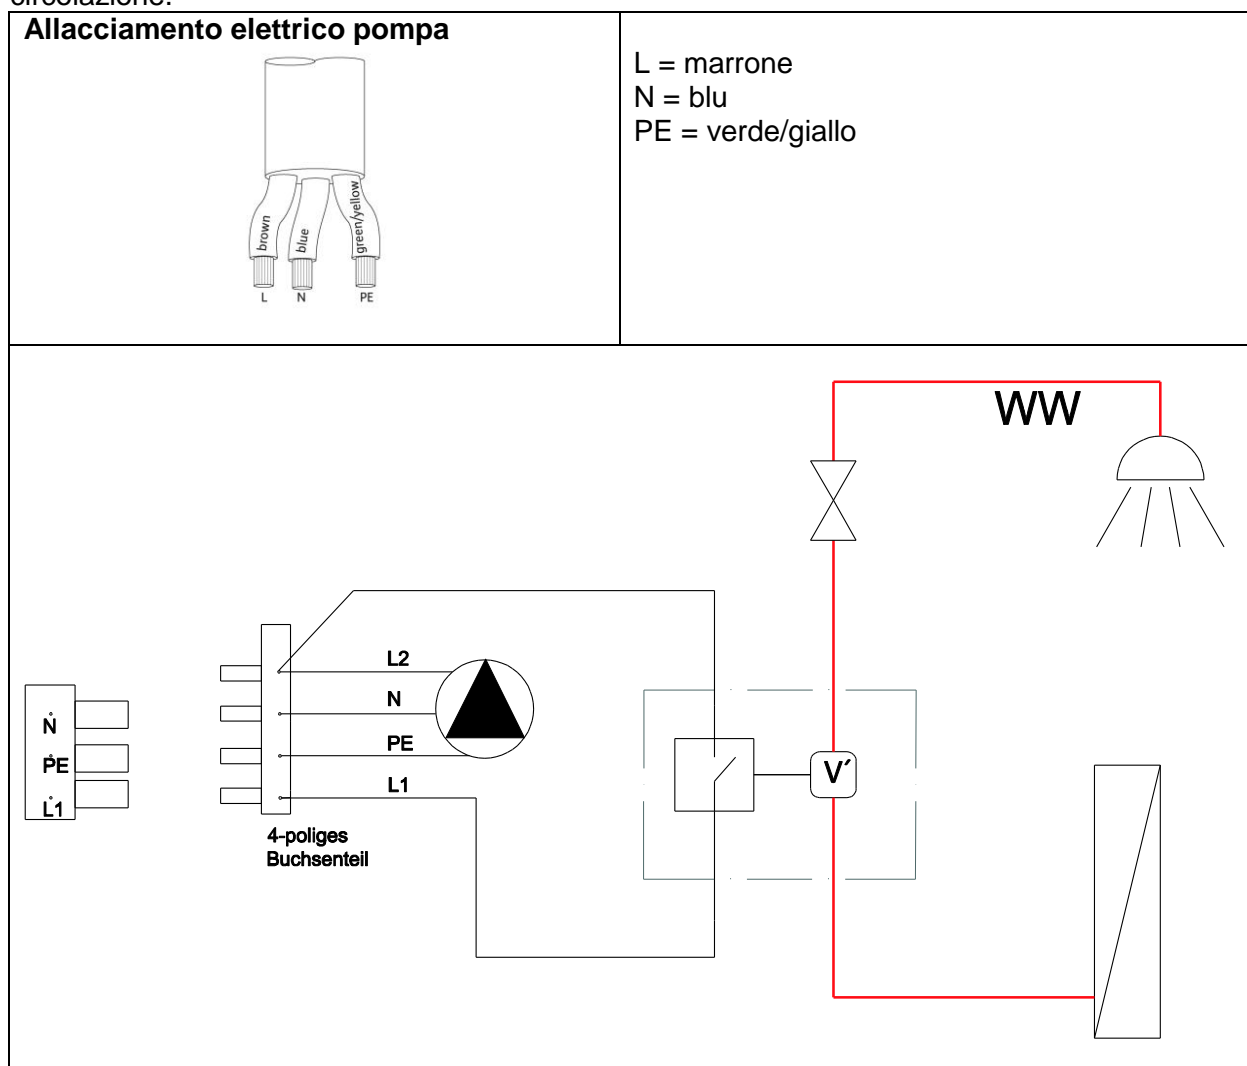 circolazione.
Allacciamento elettrico pompa
L = marrone
N = blu
PE = verde/giallo
brown
blue
green/yellow
L N PE
WW
L2
N
PE
L1
N
PE
L1
V´
4-poliges
Buchsenteil